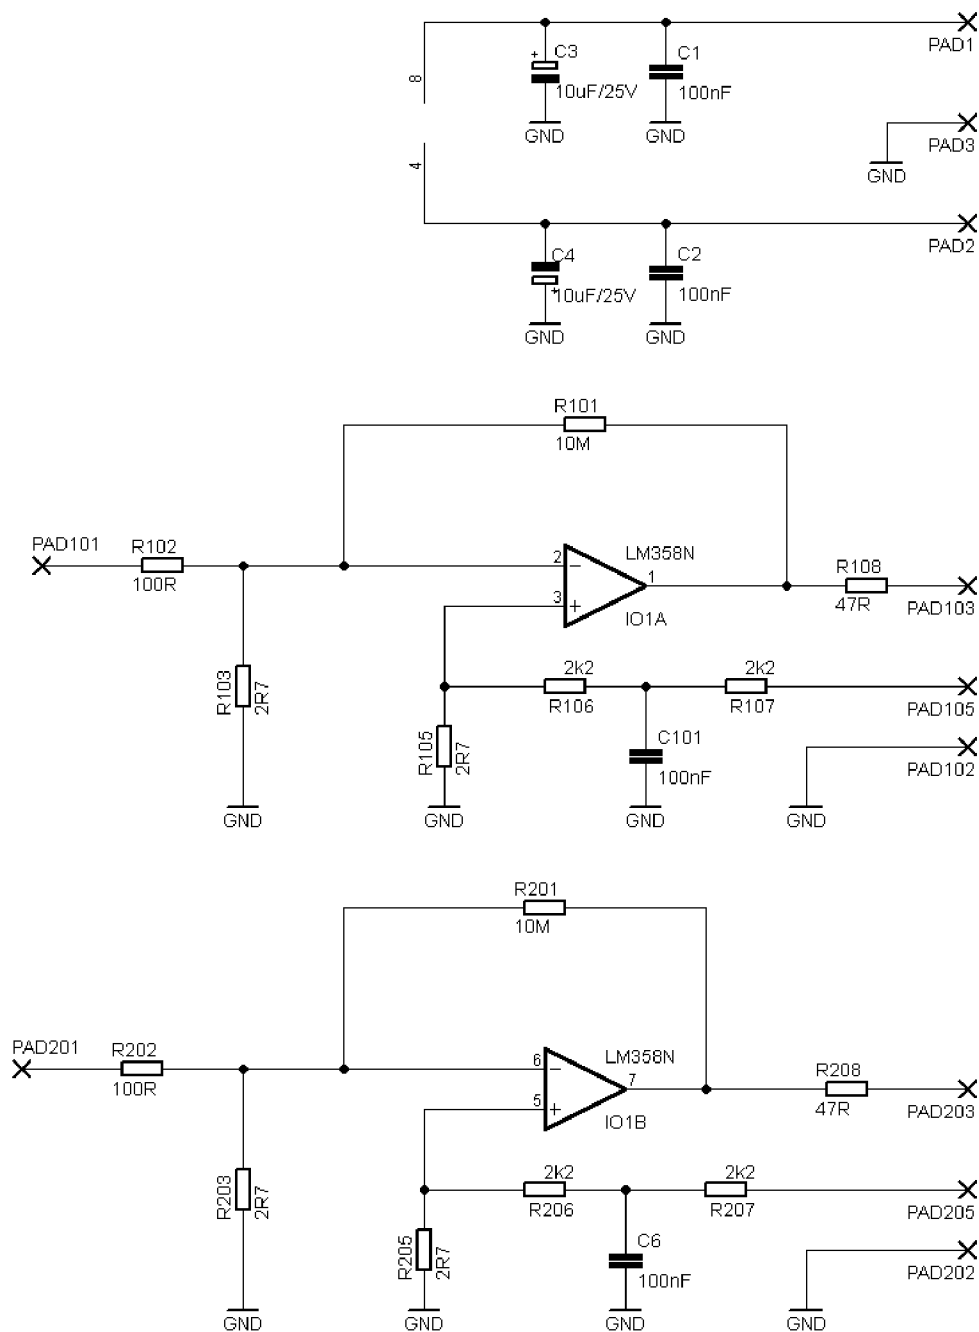 PAD1
8
+
C3
C1
10uF/25V
100nF
GND
GND
PAD3
GND
4
PAD2
C4
C2
+
10uF/25V
100nF
GND
GND
R101
10M
PAD101
R102
100R
LM358N
2
−
1
3
+
IO1A
R108
47R
PAD103
R103
2R7
2k2
2k2
R106
R107
PAD105
R105
2R7
C101
100nF
PAD102
GND
GND
GND
GND
R201
10M
PAD201
R202
100R
LM358N
6
−
7
5
+
IO1B
R208
47R
PAD203
R203
2R7
2k2
2k2
R206
R207
PAD205
R205
2R7
C6
100nF
PAD202
GND
GND
GND
GND